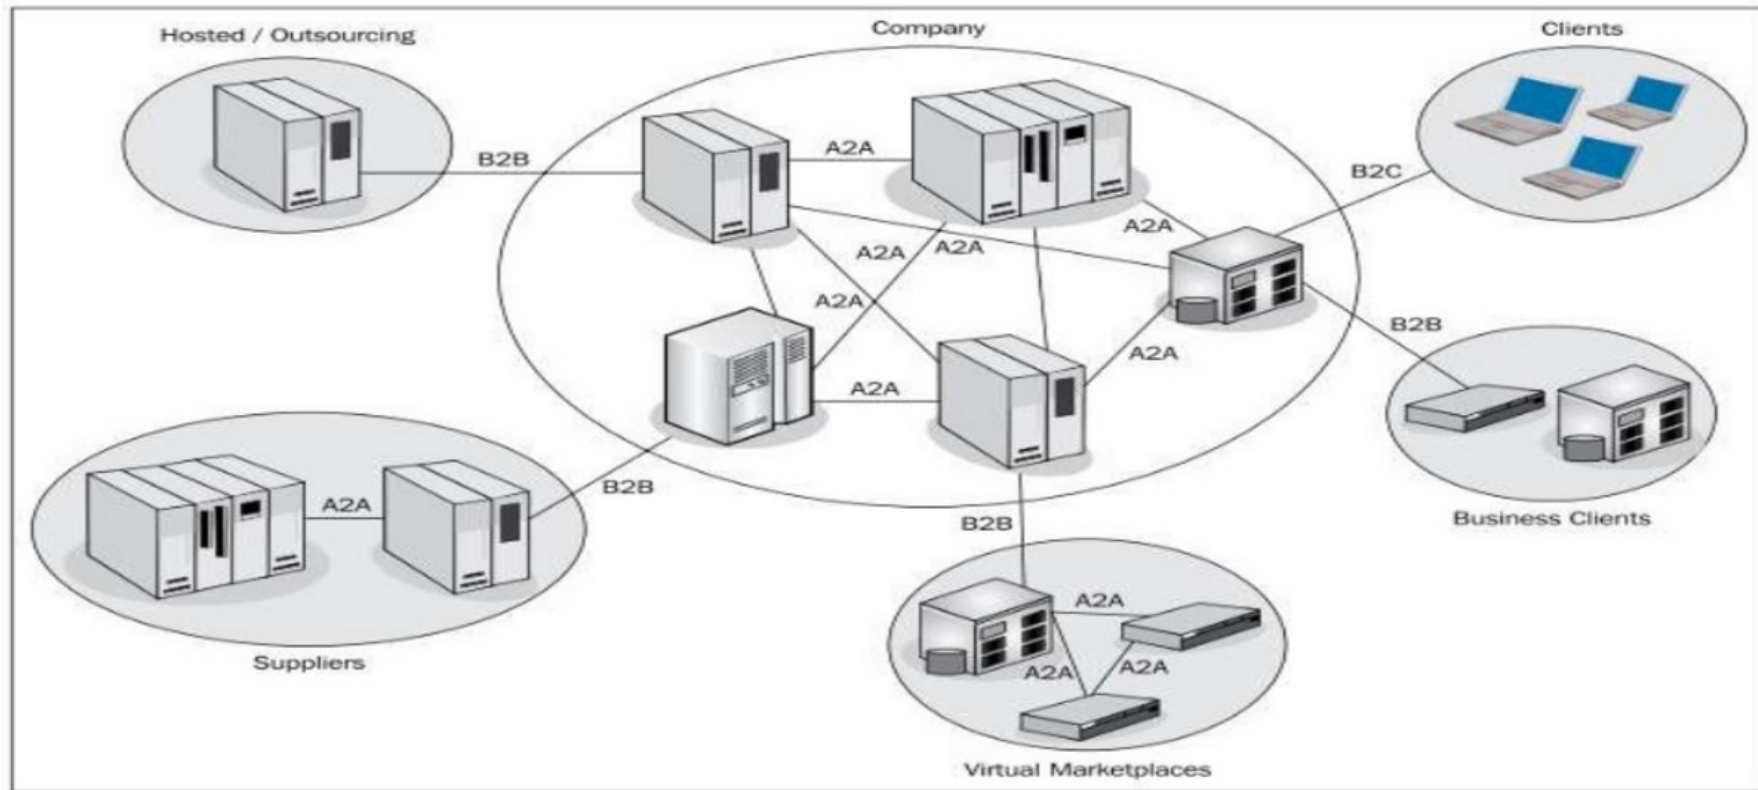 Hosted / Outsourcing
Company
Clients
B2B
A2A
B2C
A2A
A2A
A2A
A2A
B2B
A2A
A2A
B2B
A2A
B2B
Business Clients
A2A
A2A
A2A
Suppliers
Virtual Marketplaces